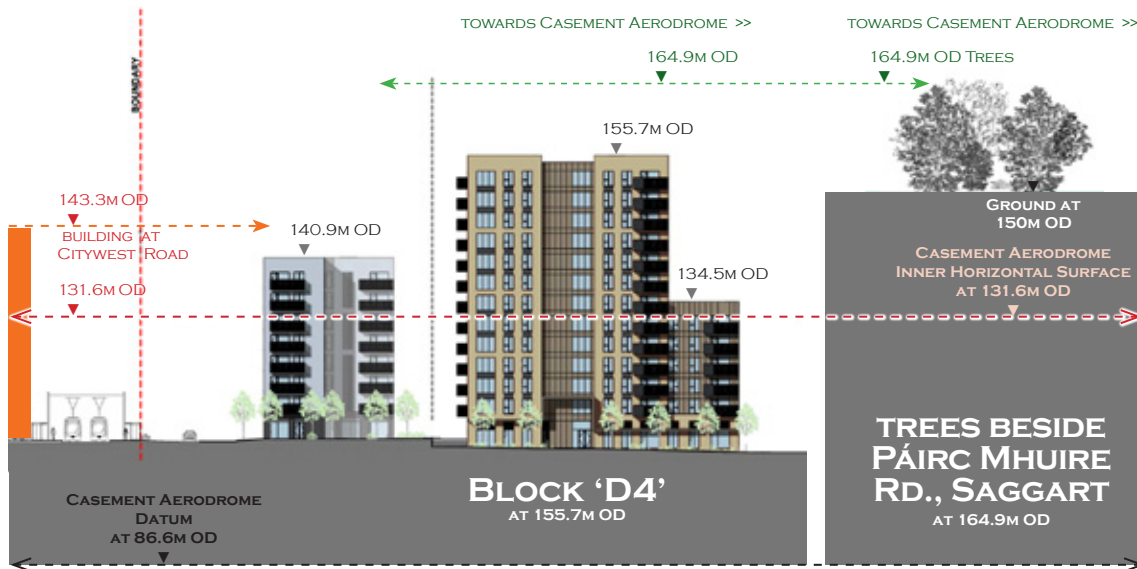 TOWARDS CASEMENT AERODROME >>
TOWARDS CASEMENT AERODROME >>
164.9M OD
164.9M OD TREES
BOUNDARY
155.7M OD
143.3M OD
BUILDING AT
CITYWEST ROAD
140.9M OD
GROUND AT
150M OD
CASEMENT AERODROME
INNER HORIZONTAL SURFACE
AT 131.6M OD
134.5M OD
131.6M OD
TREES BESIDE
PÁIRC MHUIRE
RD., SAGGART
AT 164.9M OD
BLOCK ‘D4’
AT 155.7M OD
CASEMENT AERODROME
DATUM
AT 86.6M OD